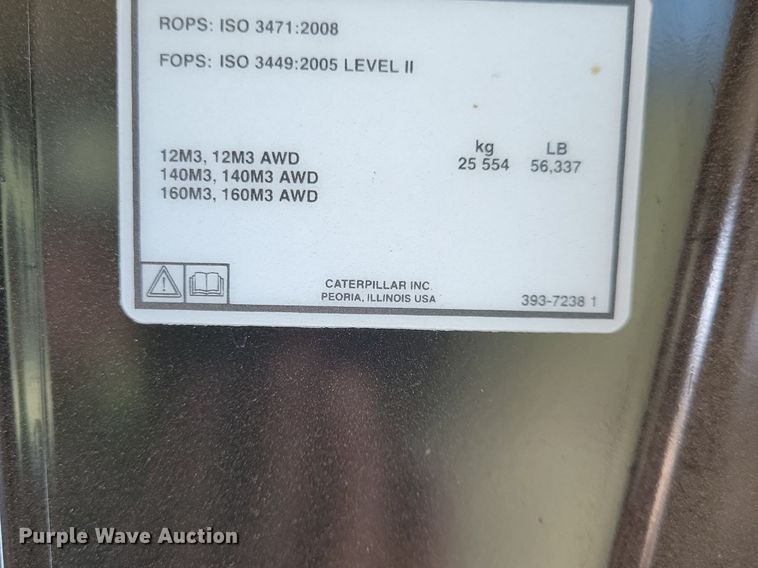 ROPS: ISO 3471:2008
FOPS: ISO 3449:2005 LEVEL II
kg LB
12M3, 12M3 AWD 25 554 56,337
140M3, 140M3 AWD
160M3, 160M3 AWD
CATERPILLAR INC.
PEORIA, ILLINOIS USA
393-7238 1
Purple Wave Auction®